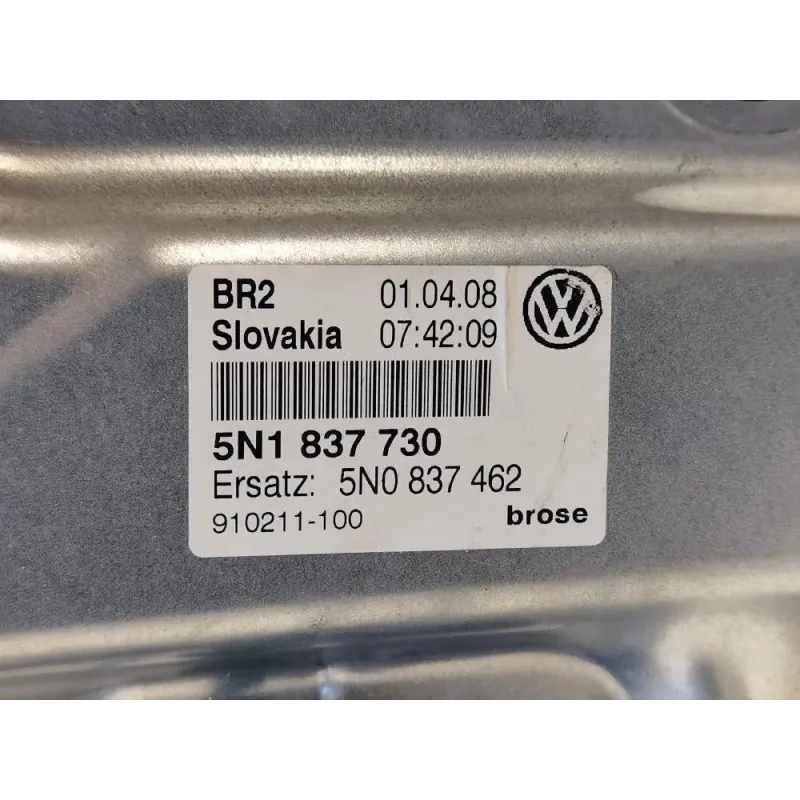 BR2 01.04.08
Slovakia 07:42:09
5N1 837 730
Ersatz: 5N0 837 462
910211-100 brose